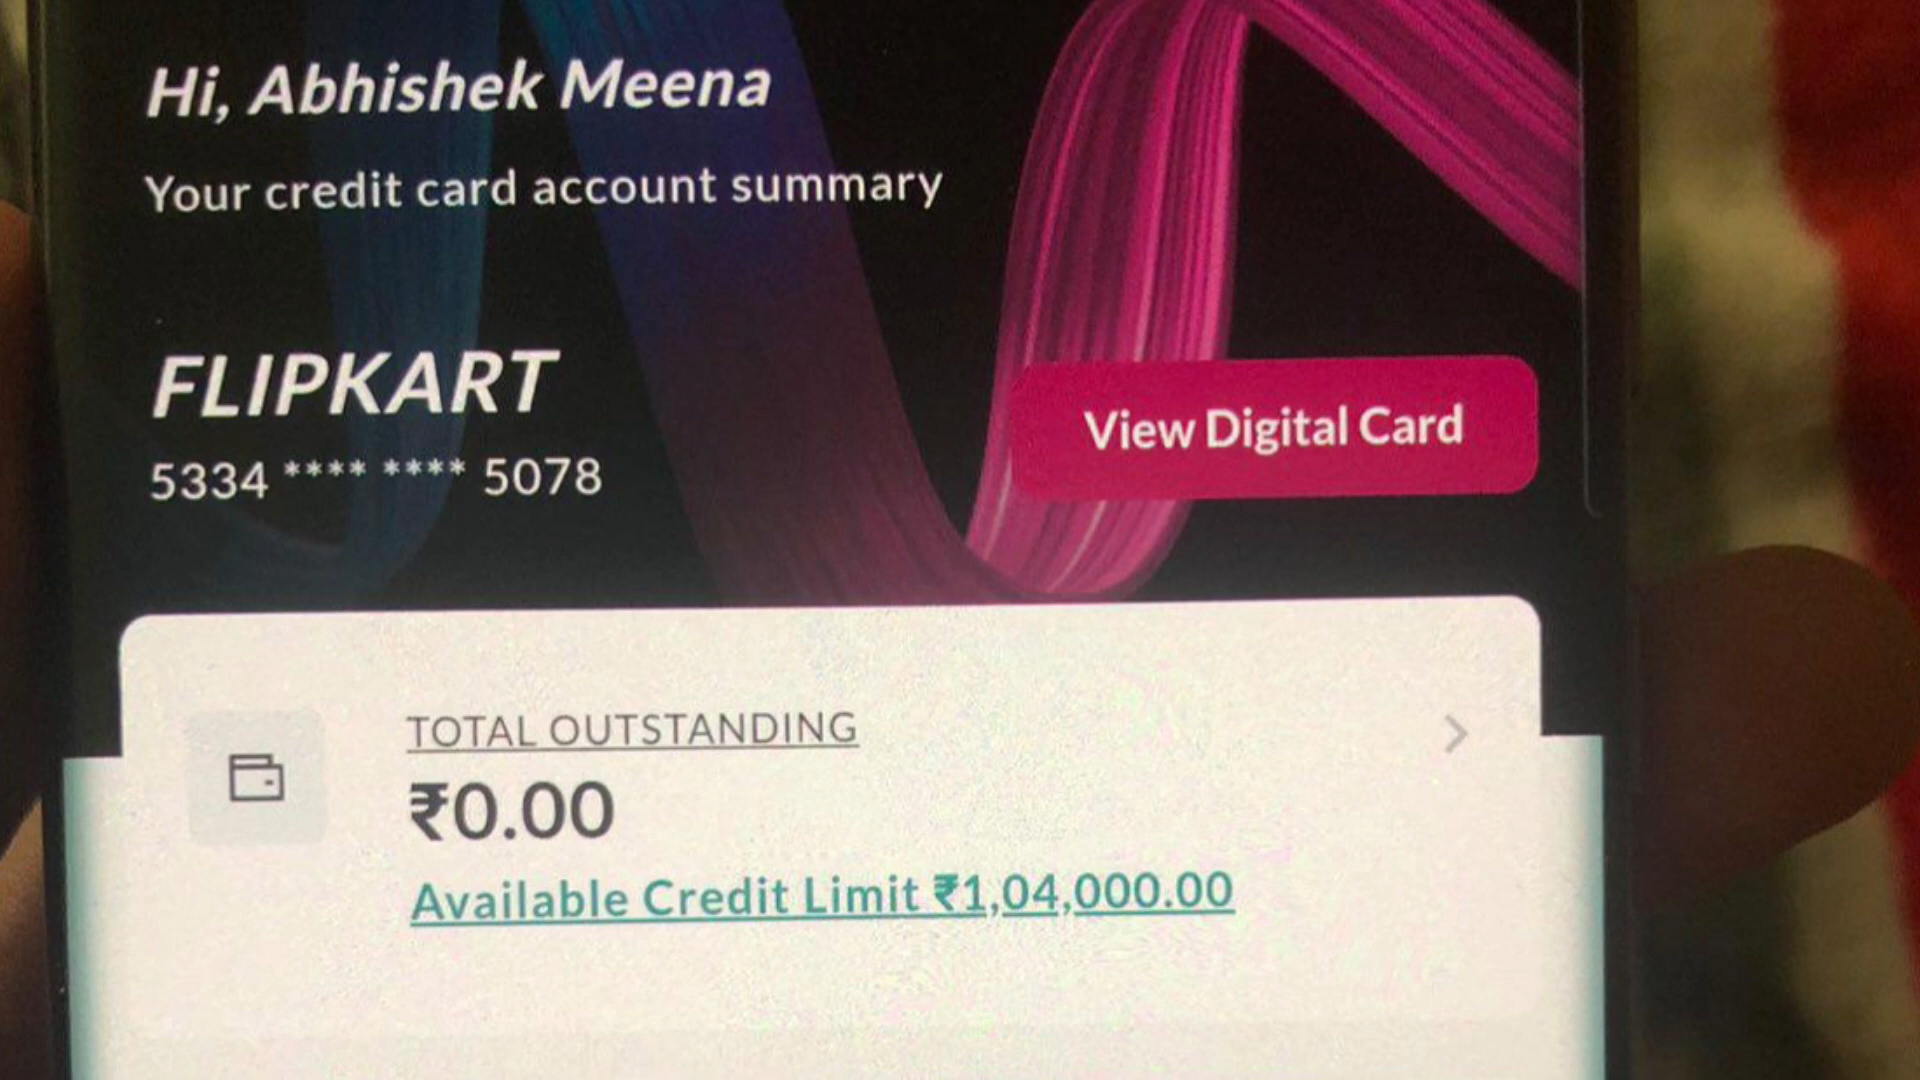 Hi, Abhishek Meena
Your credit card account summary
FLIPKART
5334 **** **** 5078
View Digital Card
TOTAL OUTSTANDING
₹0.00
Available Credit Limit ₹1,04,000.00